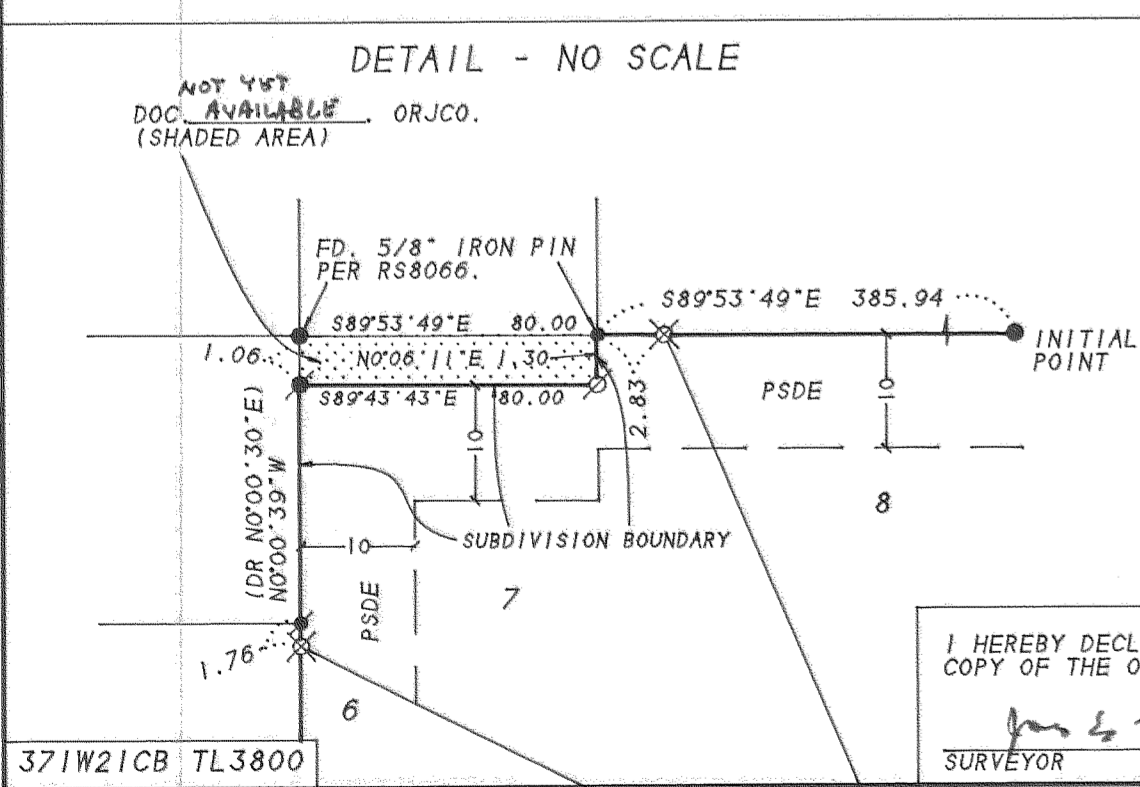 DETAIL - NO SCALE
NOT YET
DOC. AVAILABLE . ORJCO.
(SHADED AREA)
FD. 5/8" IRON PIN
PER RS8066.
S89°53'49"E 385.94
S89°53'49"E 80.00
INITIAL
POINT
1.06
N0°06'11"E 1.30
S89°43'43"E 80.00
2.83
PSDE
10
10
8
(DR N0°00'30"E)
N0°00'39"W
SUBDIVISION BOUNDARY
10
7
PSDE
1.76
6
I HEREBY DECL
COPY OF THE O
SURVEYOR
371W21CB TL3800